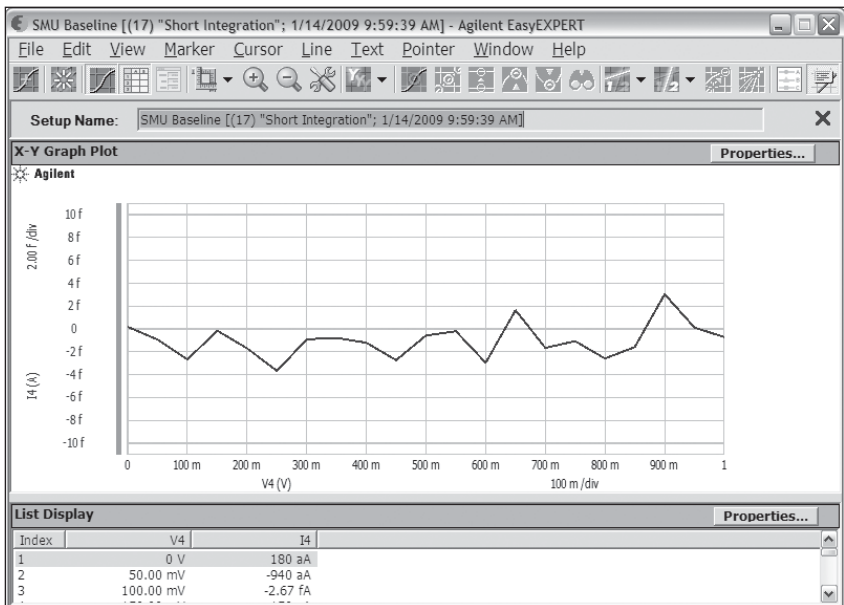 SMU Baseline [(17) "Short Integration"; 1/14/2009 9:59:39 AM] - Agilent EasyEXPERT
File Edit View Marker Cursor Line Text Pointer Window Help
Setup Name: SMU Baseline [(17) "Short Integration"; 1/14/2009 9:59:39 AM]
X-Y Graph Plot Properties...
Agilent
2.00 f /div
I4 (A)
10 f
8 f
6 f
4 f
2 f
0
-2 f
-4 f
-6 f
-8 f
-10 f
0 100 m 200 m 300 m 400 m 500 m 600 m 700 m 800 m 900 m 1
V4 (V) 100 m /div
List Display Properties...
Index V4 I4
1 0 V 180 aA
2 50.00 mV -940 aA
3 100.00 mV -2.67 fA